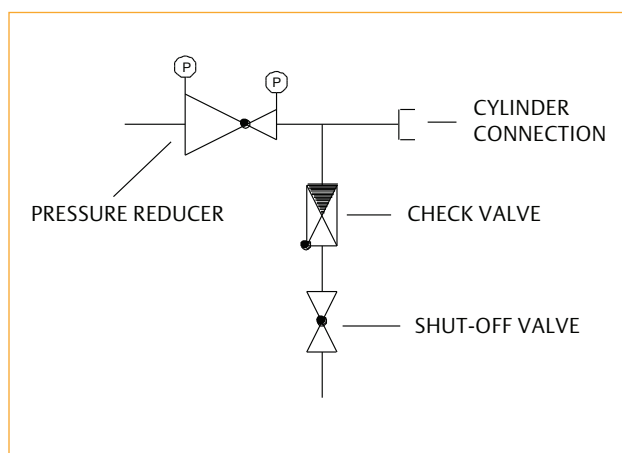 P
P
CYLINDER
CONNECTION
PRESSURE REDUCER
CHECK VALVE
SHUT-OFF VALVE